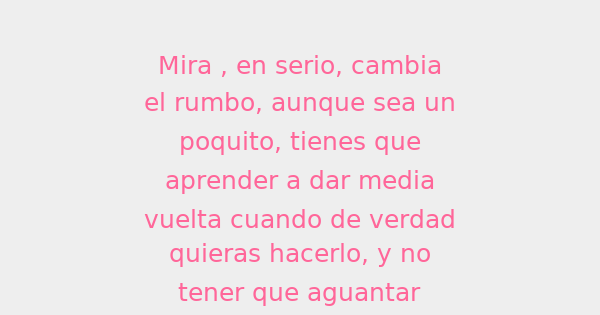 Mira , en serio, cambia
el rumbo, aunque sea un
poquito, tienes que
aprender a dar media
vuelta cuando de verdad
quieras hacerlo, y no
tener que aguantar